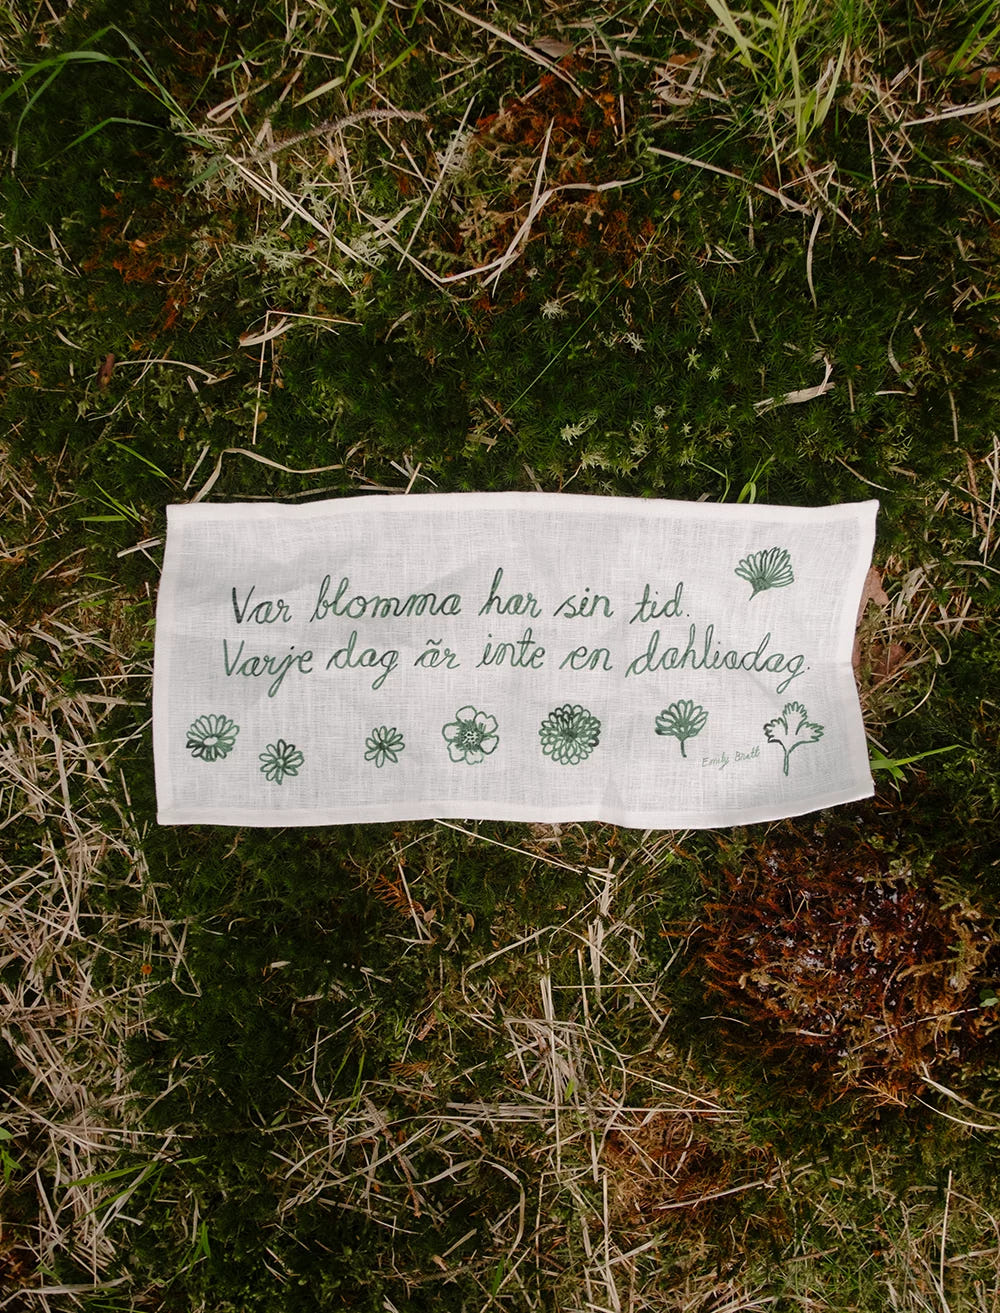 Var blomma har sin tid.
Varje dag är inte en dahliadag.
Emily Bratt